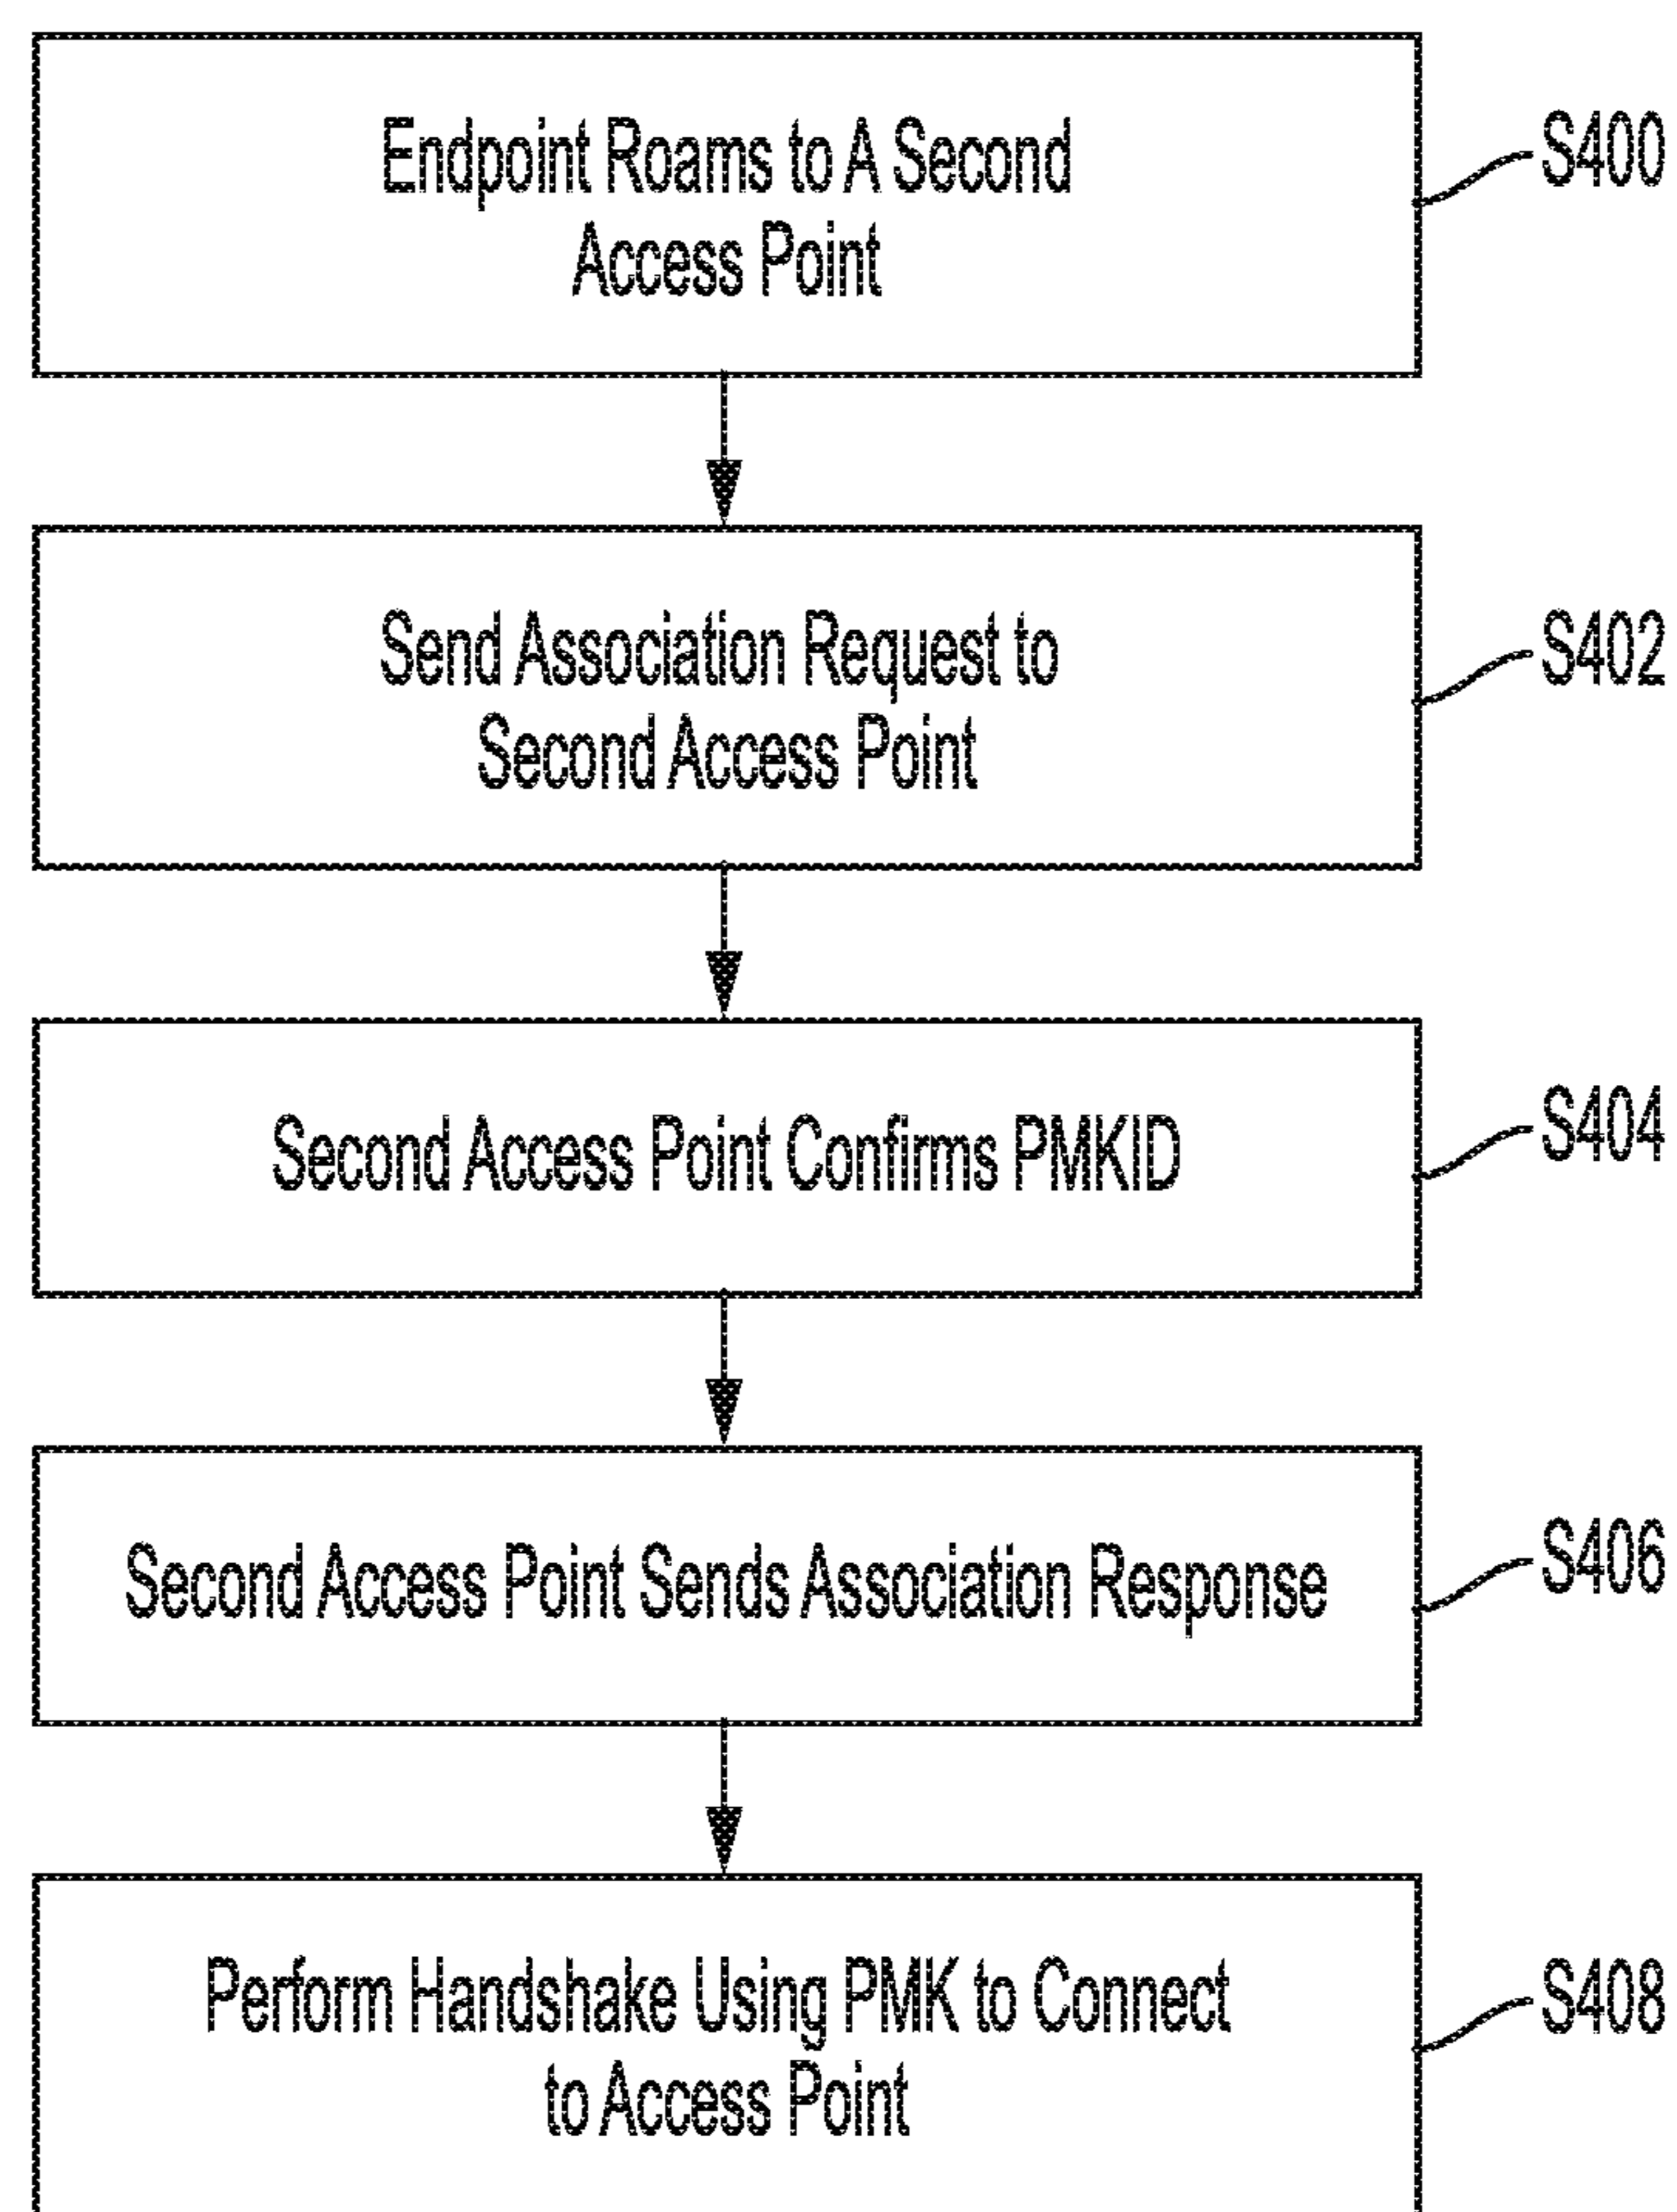 Endpoint Roams to A Second
Access Point
S400
Send Association Request to
Second Access Point
S402
Second Access Point Confirms PMKID
S404
Second Access Point Sends Association Response
S406
Perform Handshake Using PMK to Connect
to Access Point
S408